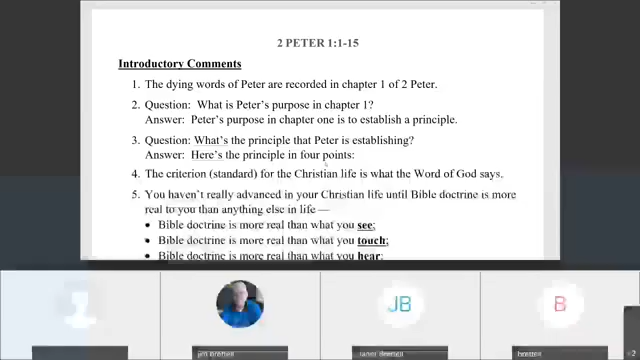 2 PETER 1:1-15
Introductory Comments
1. The dying words of Peter are recorded in chapter 1 of 2 Peter.
2. Question: What is Peter's purpose in chapter 1?
Answer: Peter's purpose in chapter one is to establish a principle.
3. Question: What's the principle that Peter is establishing?
Answer: Here's the principle in four points:
4. The criterion (standard) for the Christian life is what the Word of God says.
5. You haven't really advanced in your Christian life until Bible doctrine is more
real to you than anything else in life —
• Bible doctrine is more real than what you see;
• Bible doctrine is more real than what you touch;
• Bible doctrine is more real than what you hear;
JB
B